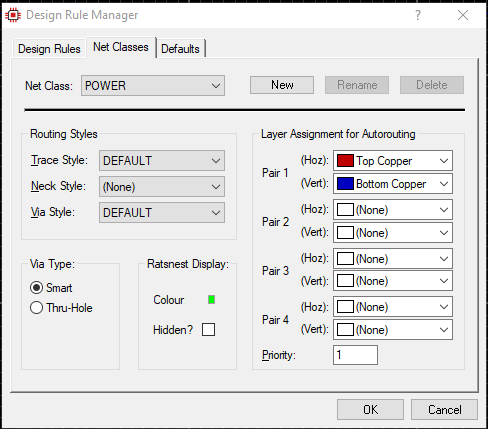 Design Rule Manager
Design Rules Net Classes Defaults
Net Class: POWER New Rename Delete
Routing Styles
Trace Style: DEFAULT
Neck Style: (None)
Via Style: DEFAULT
Via Type:
Smart
Thru-Hole
Ratsnest Display:
Colour
Hidden?
Layer Assignment for Autorouting
Pair 1 (Hoz): Top Copper
(Vert): Bottom Copper
Pair 2 (Hoz): (None)
(Vert): (None)
Pair 3 (Hoz): (None)
(Vert): (None)
Pair 4 (Hoz): (None)
(Vert): (None)
Priority: 1
OK Cancel